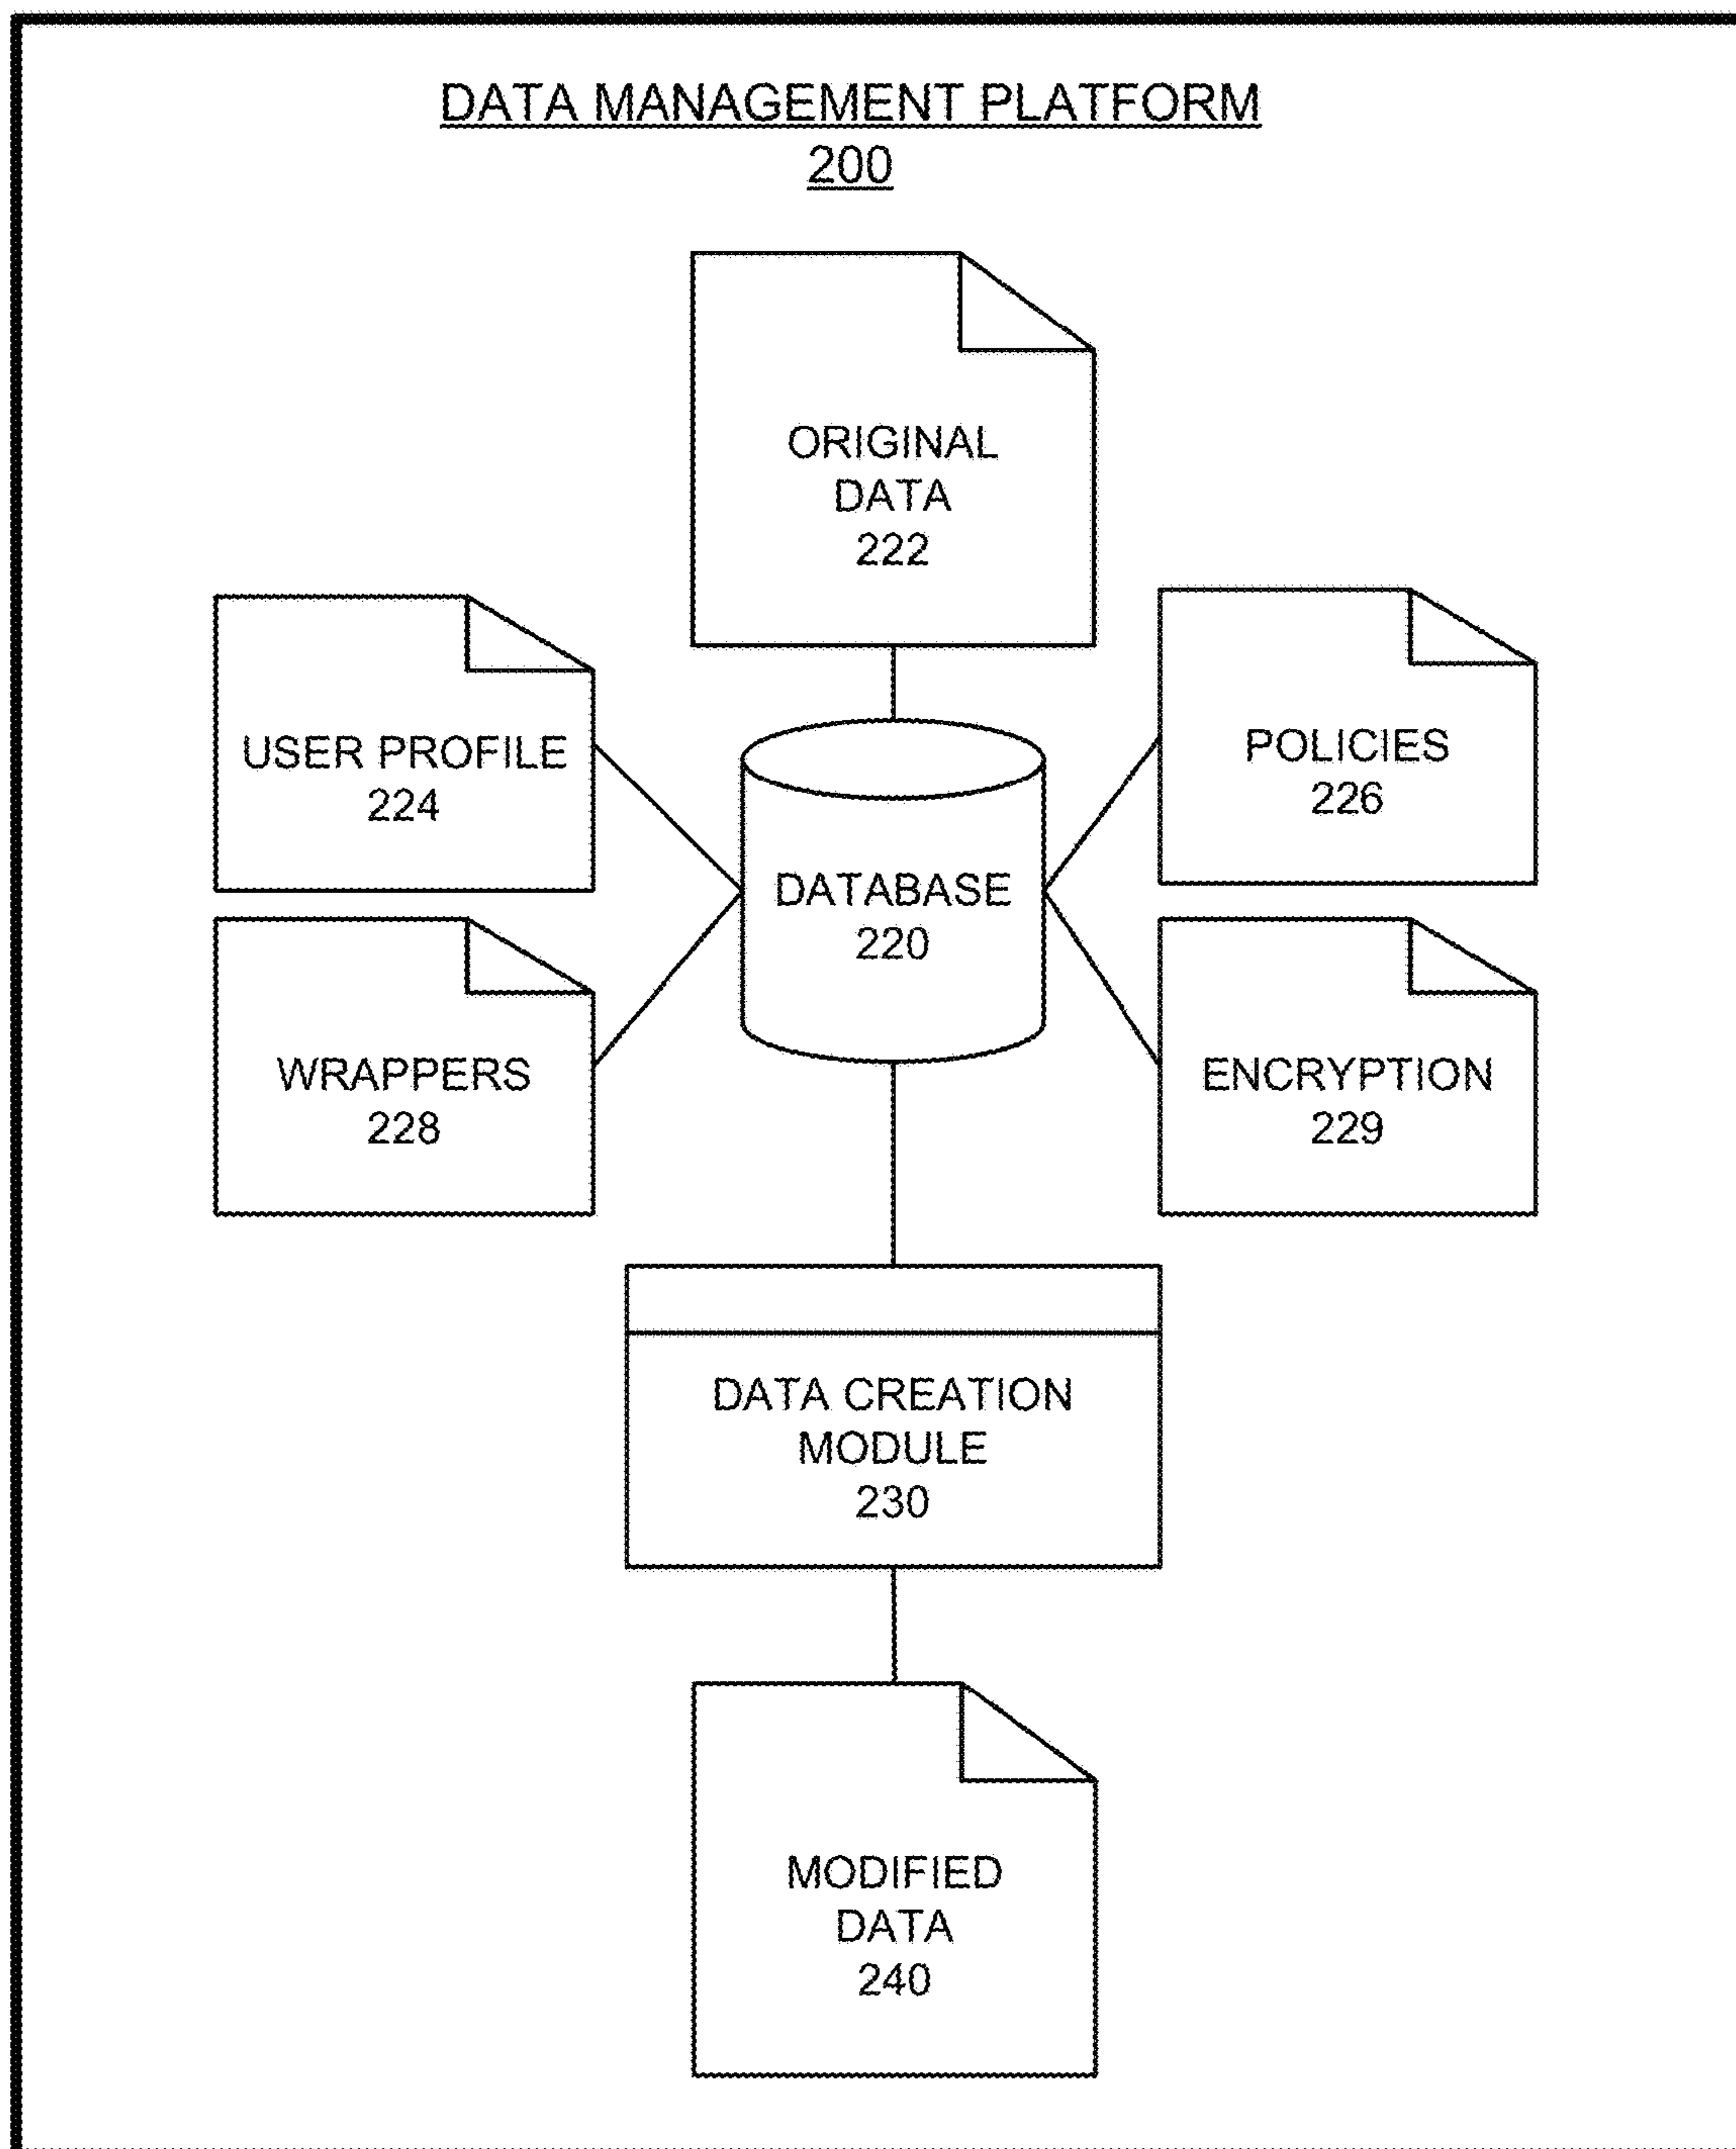 DATA MANAGEMENT PLATFORM
200
ORIGINAL
DATA
222
USER PROFILE
224
POLICIES
226
DATABASE
220
WRAPPERS
228
ENCRYPTION
229
DATA CREATION
MODULE
230
MODIFIED
DATA
240